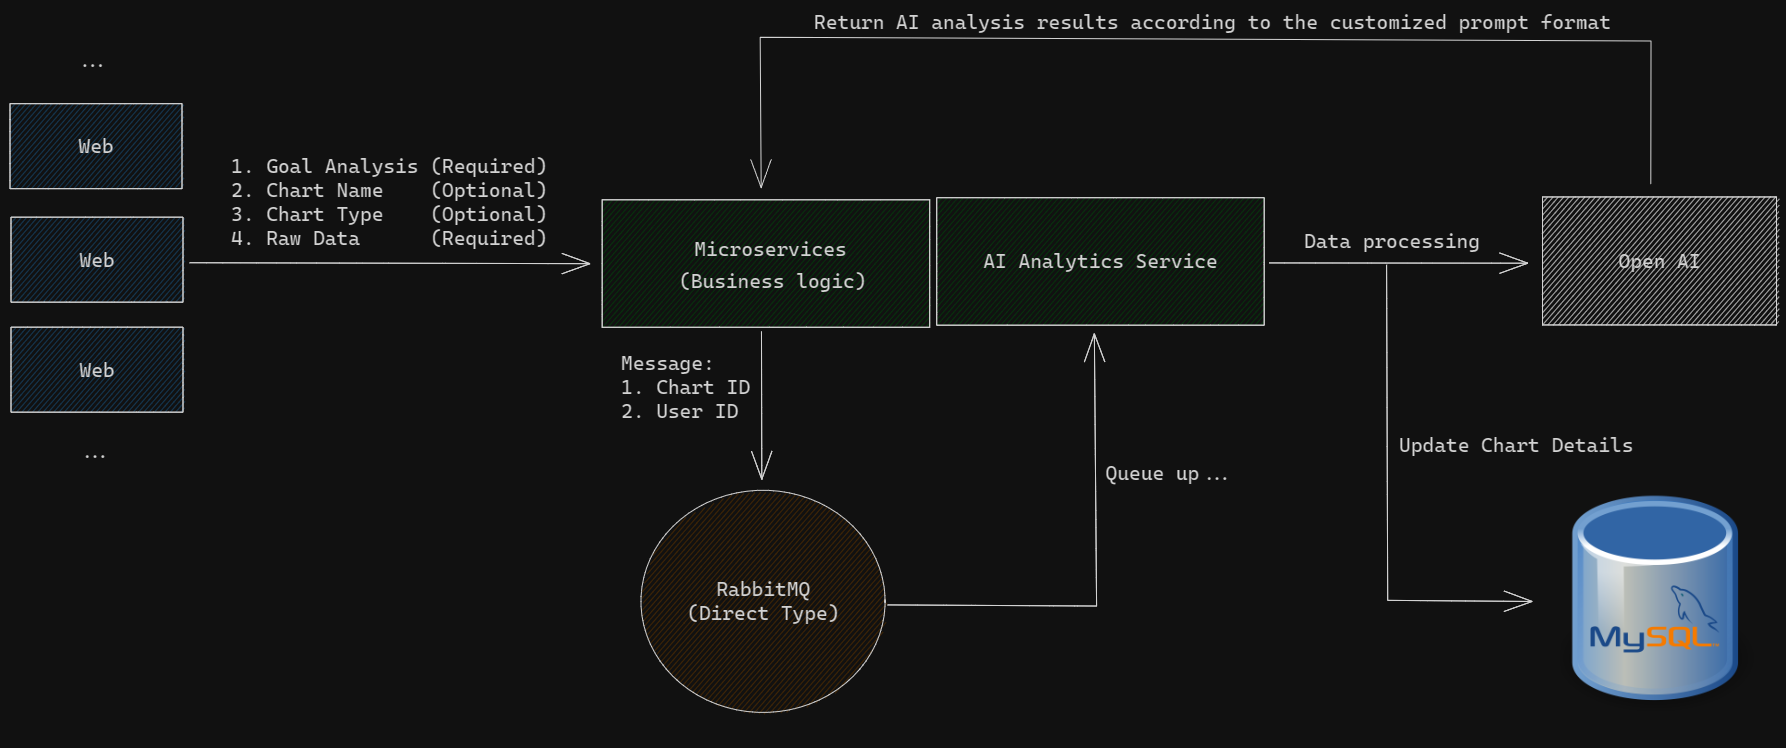 Return AI analysis results according to the customized prompt format
...
Web
1. Goal Analysis (Required)
2. Chart Name    (Optional)
3. Chart Type    (Optional)
4. Raw Data      (Required)
Web
Web
...
Microservices
(Business logic)
AI Analytics Service
Data processing
Open AI
Message:
1. Chart ID
2. User ID
Queue up...
Update Chart Details
RabbitMQ
(Direct Type)
MySQL